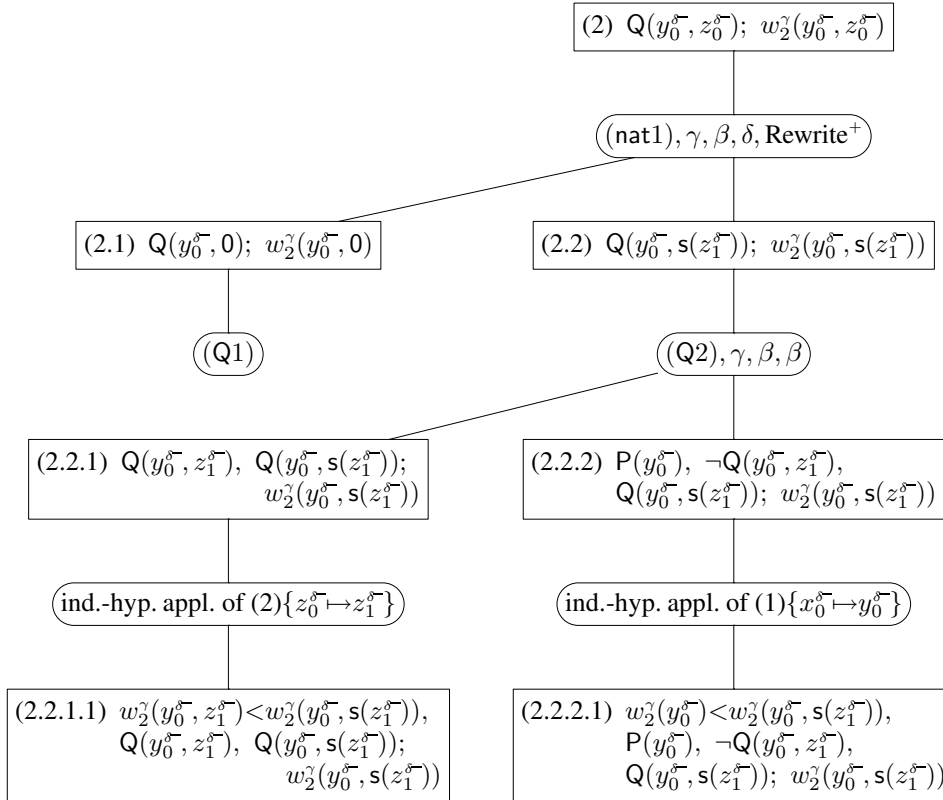 (2) Q(y₀^δ⁻, z₀^δ⁻); w₂^γ(y₀^δ⁻, z₀^δ⁻)
(nat1), γ, β, δ, Rewrite⁺
(2.1) Q(y₀^δ⁻, 0); w₂^γ(y₀^δ⁻, 0)
(2.2) Q(y₀^δ⁻, s(z₁^δ⁻)); w₂^γ(y₀^δ⁻, s(z₁^δ⁻))
(Q1)
(Q2), γ, β, β
(2.2.1) Q(y₀^δ⁻, z₁^δ⁻), Q(y₀^δ⁻, s(z₁^δ⁻));
w₂^γ(y₀^δ⁻, s(z₁^δ⁻))
(2.2.2) P(y₀^δ⁻), ¬Q(y₀^δ⁻, z₁^δ⁻),
Q(y₀^δ⁻, s(z₁^δ⁻)); w₂^γ(y₀^δ⁻, s(z₁^δ⁻))
ind.-hyp. appl. of (2){z₀^δ⁻↦z₁^δ⁻}
ind.-hyp. appl. of (1){x₀^δ⁻↦y₀^δ⁻}
(2.2.1.1) w₂^γ(y₀^δ⁻, z₁^δ⁻)<w₂^γ(y₀^δ⁻, s(z₁^δ⁻)),
Q(y₀^δ⁻, z₁^δ⁻), Q(y₀^δ⁻, s(z₁^δ⁻));
w₂^γ(y₀^δ⁻, s(z₁^δ⁻))
(2.2.2.1) w₂^γ(y₀^δ⁻)<w₂^γ(y₀^δ⁻, s(z₁^δ⁻)),
P(y₀^δ⁻), ¬Q(y₀^δ⁻, z₁^δ⁻),
Q(y₀^δ⁻, s(z₁^δ⁻)); w₂^γ(y₀^δ⁻, s(z₁^δ⁻))